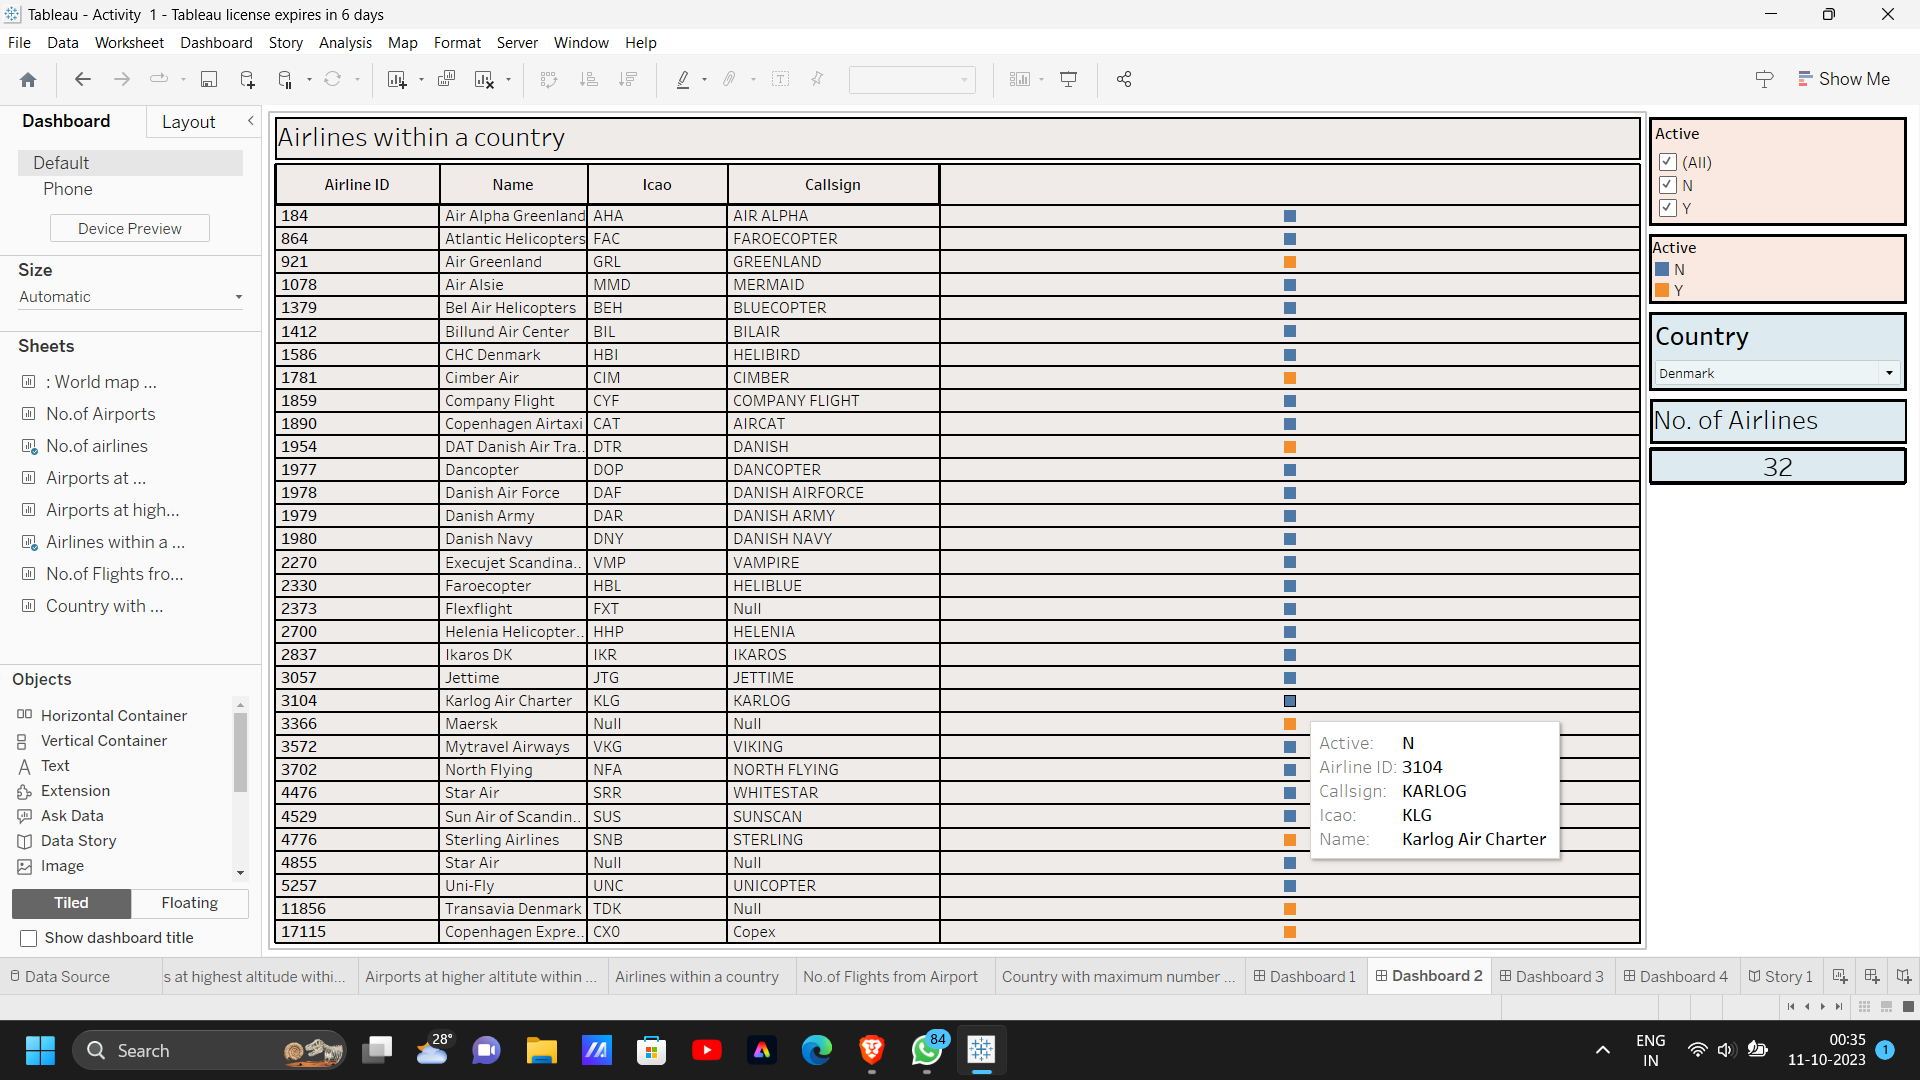 Tableau - Activity  1 - Tableau license expires in 6 days
File Data Worksheet Dashboard Story Analysis Map Format Server Window Help
Show Me
Dashboard Layout
Default
Phone
Device Preview
Size
Automatic
Sheets
: World map ...
No.of Airports
No.of airlines
Airports at ...
Airports at high...
Airlines within a ...
No.of Flights fro...
Country with ...
Objects
Horizontal Container
Vertical Container
Text
Extension
Ask Data
Data Story
Image
Tiled Floating
Show dashboard title
Airlines within a country
Airline ID Name Icao Callsign
184 Air Alpha Greenland AHA AIR ALPHA
864 Atlantic Helicopters FAC FAROECOPTER
921 Air Greenland GRL GREENLAND
1078 Air Alsie MMD MERMAID
1379 Bel Air Helicopters BEH BLUECOPTER
1412 Billund Air Center BIL BILAIR
1586 CHC Denmark HBI HELIBIRD
1781 Cimber Air CIM CIMBER
1859 Company Flight CYF COMPANY FLIGHT
1890 Copenhagen Airtaxi CAT AIRCAT
1954 DAT Danish Air Tra.. DTR DANISH
1977 Dancopter DOP DANCOPTER
1978 Danish Air Force DAF DANISH AIRFORCE
1979 Danish Army DAR DANISH ARMY
1980 Danish Navy DNY DANISH NAVY
2270 Execujet Scandina.. VMP VAMPIRE
2330 Faroecopter HBL HELIBLUE
2373 Flexflight FXT Null
2700 Helenia Helicopter.. HHP HELENIA
2837 Ikaros DK IKR IKAROS
3057 Jettime JTG JETTIME
3104 Karlog Air Charter KLG KARLOG
3366 Maersk Null Null
3572 Mytravel Airways VKG VIKING
3702 North Flying NFA NORTH FLYING
4476 Star Air SRR WHITESTAR
4529 Sun Air of Scandin.. SUS SUNSCAN
4776 Sterling Airlines SNB STERLING
4855 Star Air Null Null
5257 Uni-Fly UNC UNICOPTER
11856 Transavia Denmark TDK Null
17115 Copenhagen Expre.. CX0 Copex
Active: N
Airline ID: 3104
Callsign: KARLOG
Icao: KLG
Name: Karlog Air Charter
Active
(All)
N
Y
Active
N
Y
Country
Denmark
No. of Airlines
32
Data Source s at highest altitude withi... Airports at higher altitute within ... Airlines within a country No.of Flights from Airport Country with maximum number ... Dashboard 1 Dashboard 2 Dashboard 3 Dashboard 4 Story 1
Search
28°
84
ENG
IN
00:35
11-10-2023
1